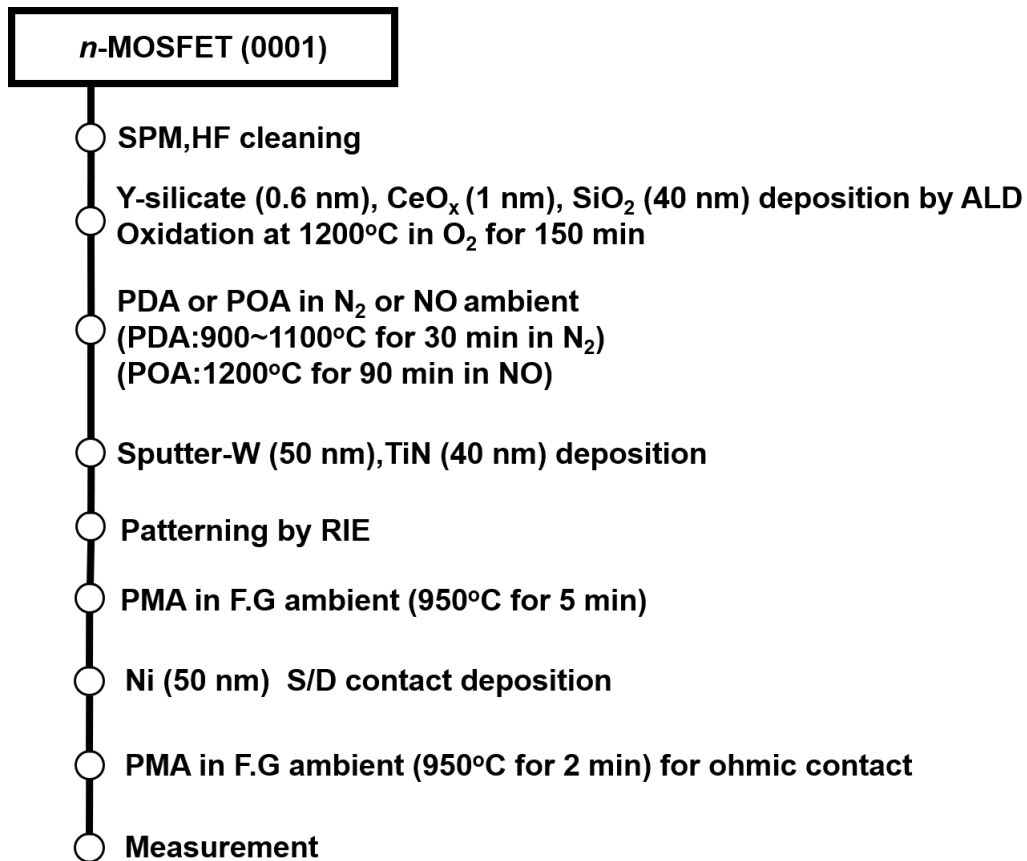 n-MOSFET (0001)
SPM,HF cleaning
Y-silicate (0.6 nm), CeOₓ (1 nm), SiO₂ (40 nm) deposition by ALD
Oxidation at 1200°C in O₂ for 150 min
PDA or POA in N₂ or NO ambient
(PDA:900~1100°C for 30 min in N₂)
(POA:1200°C for 90 min in NO)
Sputter-W (50 nm),TiN (40 nm) deposition
Patterning by RIE
PMA in F.G ambient (950°C for 5 min)
Ni (50 nm) S/D contact deposition
PMA in F.G ambient (950°C for 2 min) for ohmic contact
Measurement